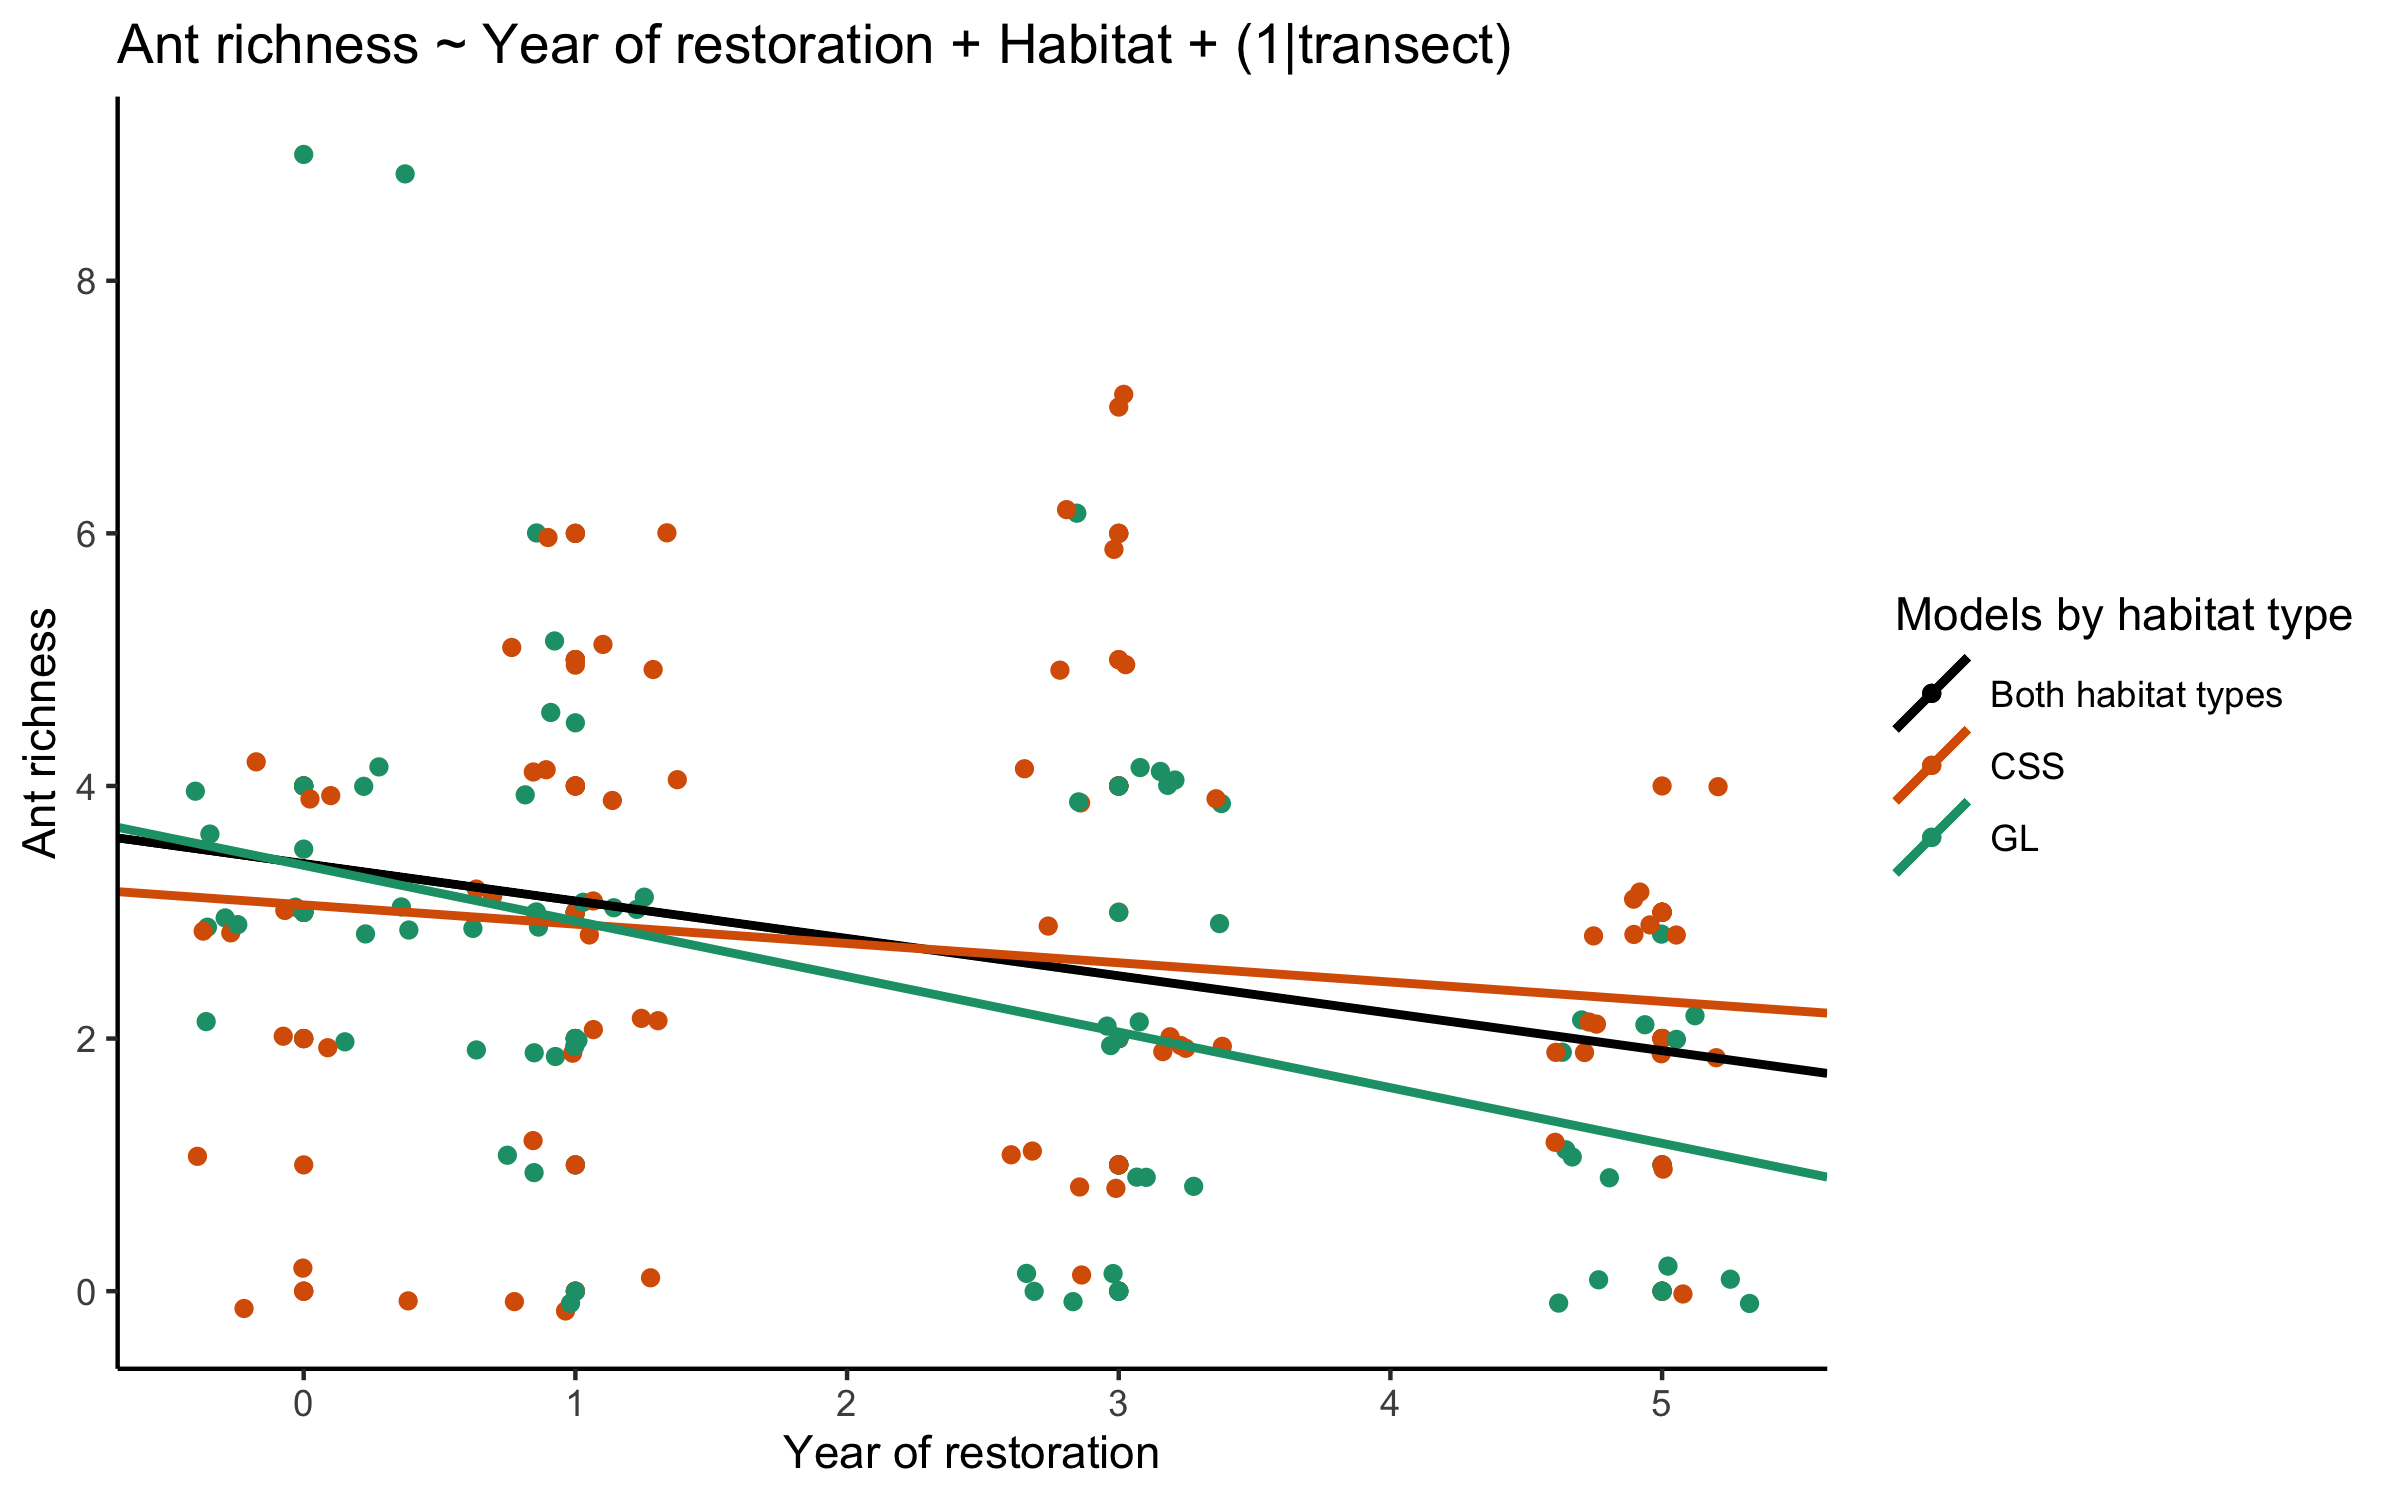 Ant richness ~ Year of restoration + Habitat + (1|transect)
Ant richness
8
6
4
2
0
0 1 2 3 4 5
Year of restoration
Models by habitat type
Both habitat types
CSS
GL